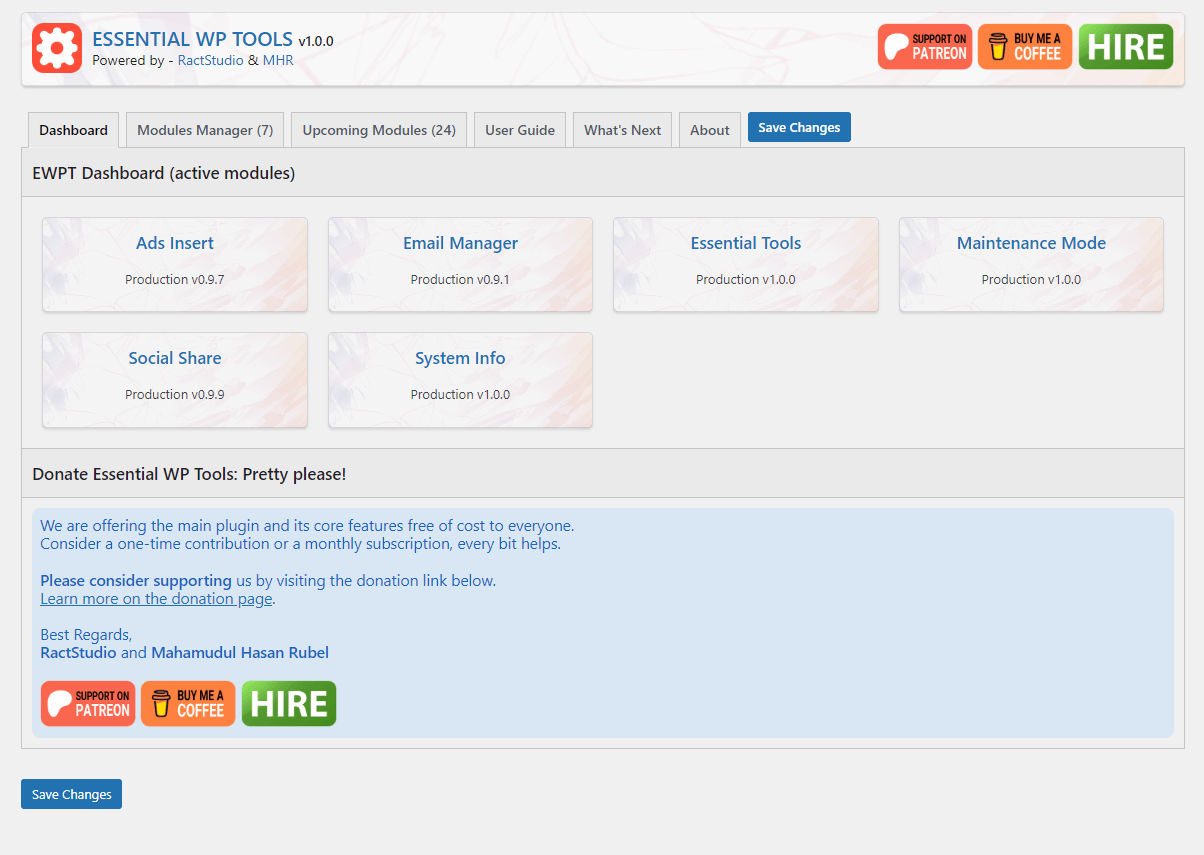 ESSENTIAL WP TOOLS v1.0.0
Powered by - RactStudio & MHR
SUPPORT ON
PATREON
BUY ME A
COFFEE
HIRE
Dashboard
Modules Manager (7)
Upcoming Modules (24)
User Guide
What's Next
About
Save Changes
EWPT Dashboard (active modules)
Ads Insert
Production v0.9.7
Email Manager
Production v0.9.1
Essential Tools
Production v1.0.0
Maintenance Mode
Production v1.0.0
Social Share
Production v0.9.9
System Info
Production v1.0.0
Donate Essential WP Tools: Pretty please!
We are offering the main plugin and its core features free of cost to everyone.
Consider a one-time contribution or a monthly subscription, every bit helps.
Please consider supporting us by visiting the donation link below.
Learn more on the donation page.
Best Regards,
RactStudio and Mahamudul Hasan Rubel
SUPPORT ON
PATREON
BUY ME A
COFFEE
HIRE
Save Changes